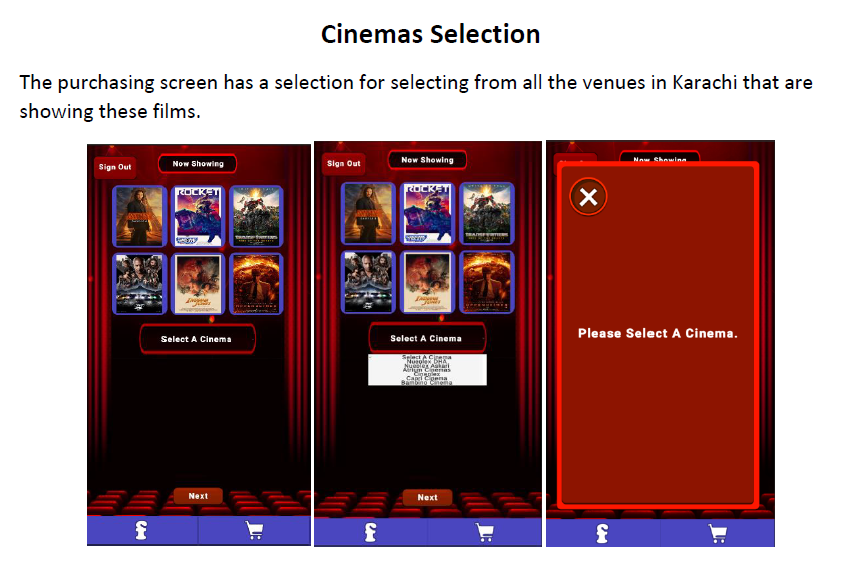 Cinemas Selection
The purchasing screen has a selection for selecting from all the venues in Karachi that are
showing these films.
Sign Out
Now Showing
ROCKET
Select A Cinema
Next
Sign Out
Now Showing
ROCKET
Select A Cinema
Select A Cinema
Nueplex DHA
Nueplex Askari
Atrium Cinemas
Cineplex
Capri Cinema
Bambino Cinema
Next
Now Showing
Please Select A Cinema.